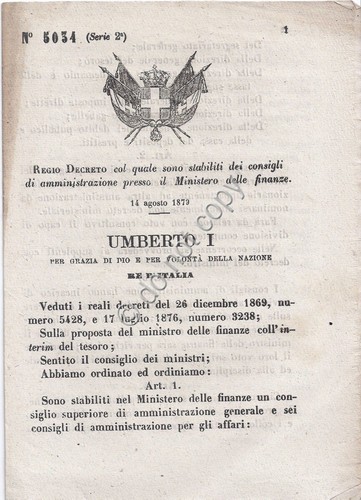 N° 5034 (Serie 2ª)
1
REGIO DECRETO col quale sono stabiliti dei consigli
di amministrazione presso il Ministero delle finanze.
14 agosto 1879
UMBERTO I
PER GRAZIA DI DIO E PER VOLONTÀ DELLA NAZIONE
RE D'ITALIA
Veduti i reali decreti del 26 dicembre 1869, nu-
mero 5428, e 17 luglio 1876, numero 3238;
Sulla proposta del ministro delle finanze coll'in-
terim del tesoro;
Sentito il consiglio dei ministri;
Abbiamo ordinato ed ordiniamo:
Art. 1.
Sono stabiliti nel Ministero delle finanze un con-
siglio superiore di amministrazione generale e sei
consigli di amministrazione per gli affari: